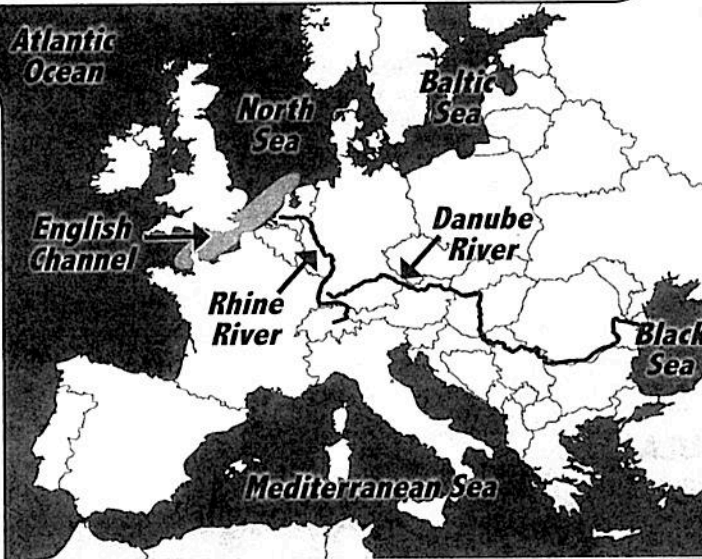 Atlantic
Ocean
North
Sea
Baltic
Sea
English
Channel
Danube
River
Rhine
River
Black
Sea
Mediterranean Sea